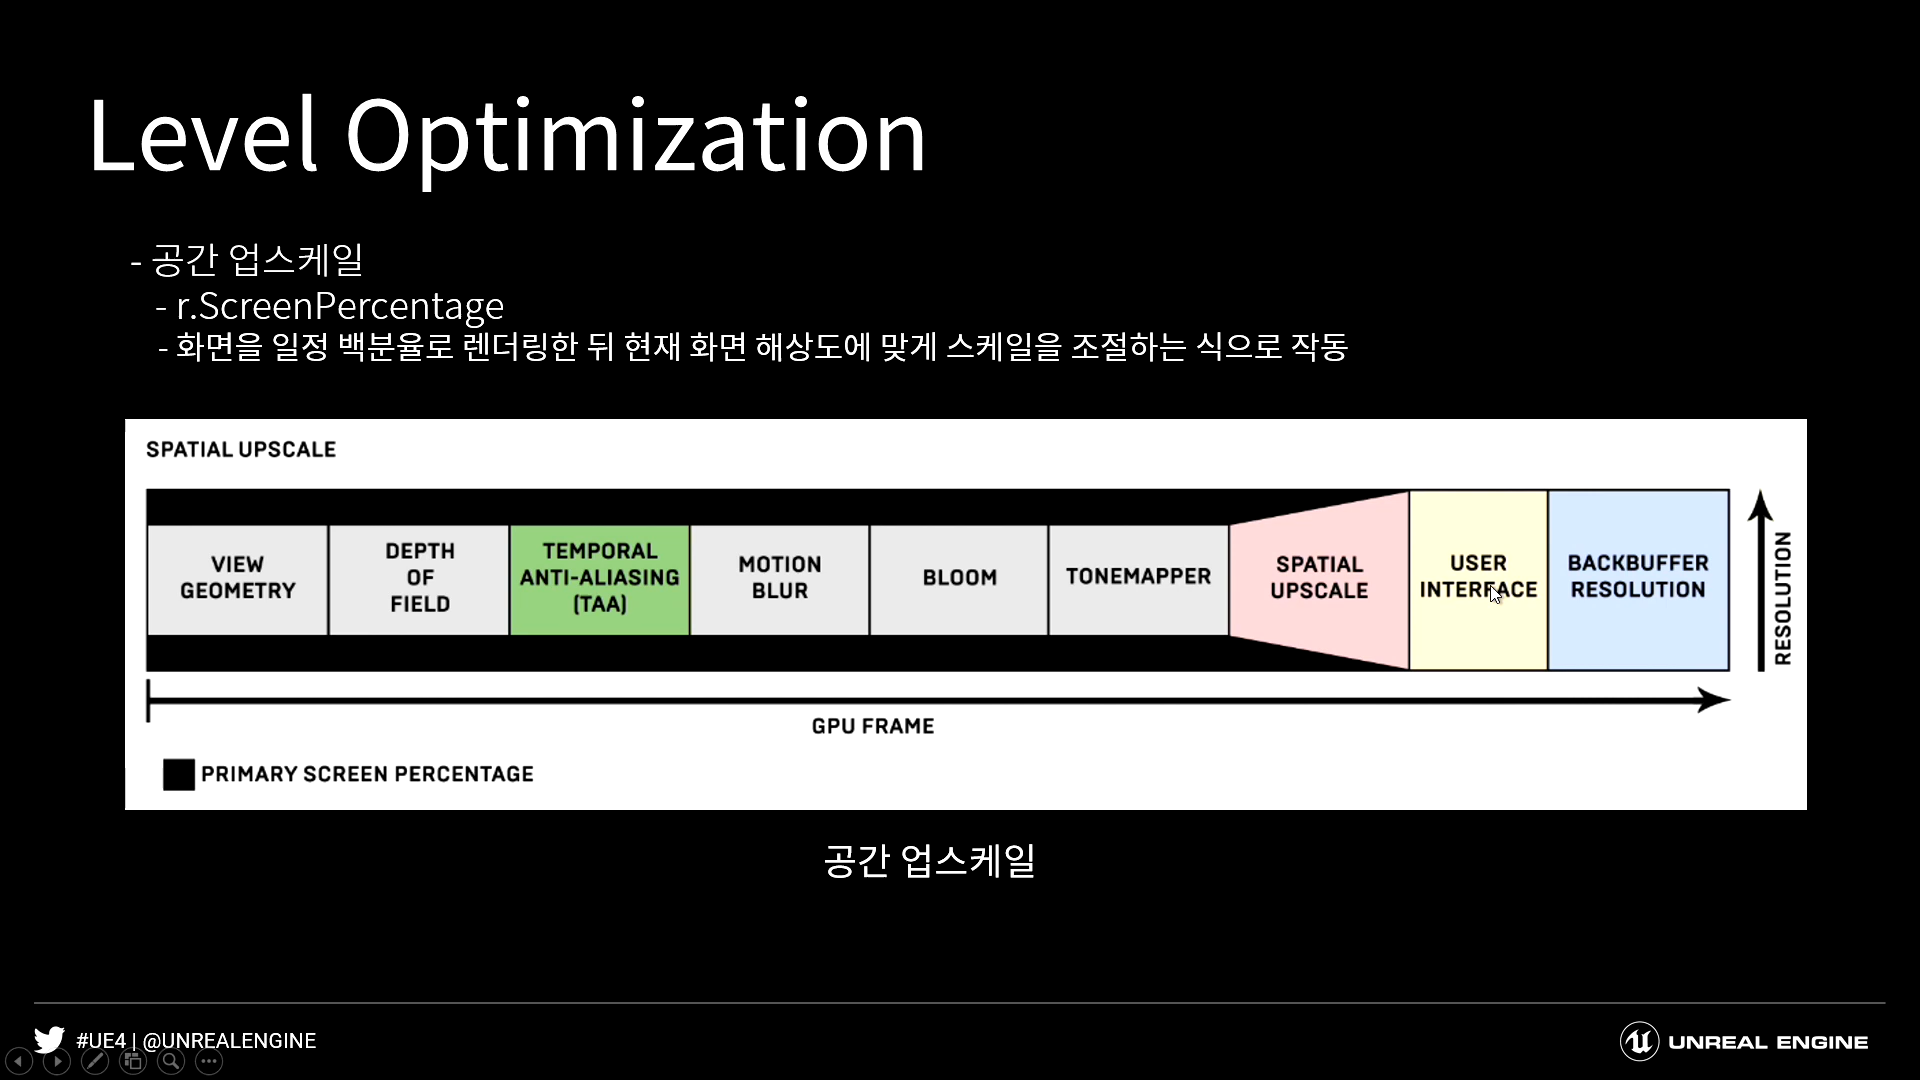 Level Optimization
- 공간 업스케일
- r.ScreenPercentage
- 화면을 일정 백분율로 렌더링한 뒤 현재 화면 해상도에 맞게 스케일을 조절하는 식으로 작동
SPATIAL UPSCALE
VIEW
GEOMETRY
DEPTH
OF
FIELD
TEMPORAL
ANTI-ALIASING
(TAA)
MOTION
BLUR
BLOOM
TONEMAPPER
SPATIAL
UPSCALE
USER
INTERFACE
BACKBUFFER
RESOLUTION
RESOLUTION
GPU FRAME
PRIMARY SCREEN PERCENTAGE
공간 업스케일
#UE4 | @UNREALENGINE
UNREAL ENGINE